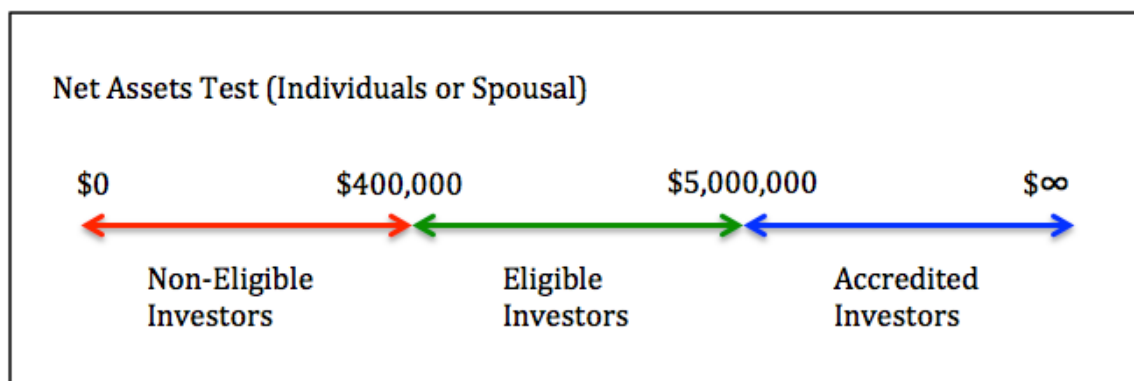 Net Assets Test (Individuals or Spousal)
$0 $400,000 $5,000,000 $∞
Non-Eligible Eligible Accredited
Investors Investors Investors